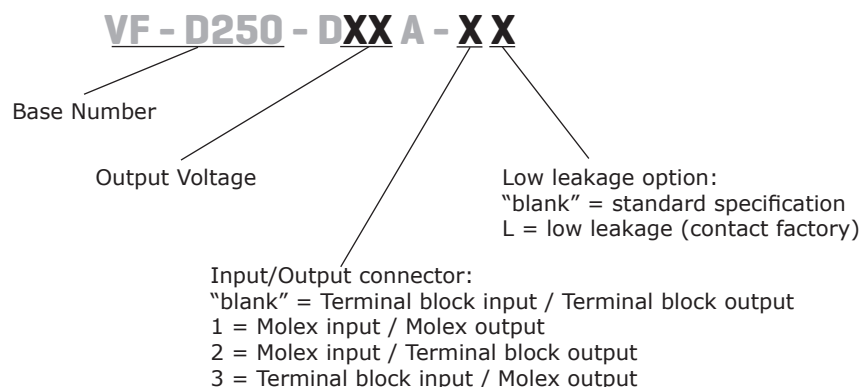 VF - D250 - DXX A - X X
Base Number
Output Voltage
Low leakage option:
“blank” = standard specification
L = low leakage (contact factory)
Input/Output connector:
“blank” = Terminal block input / Terminal block output
1 = Molex input / Molex output
2 = Molex input / Terminal block output
3 = Terminal block input / Molex output